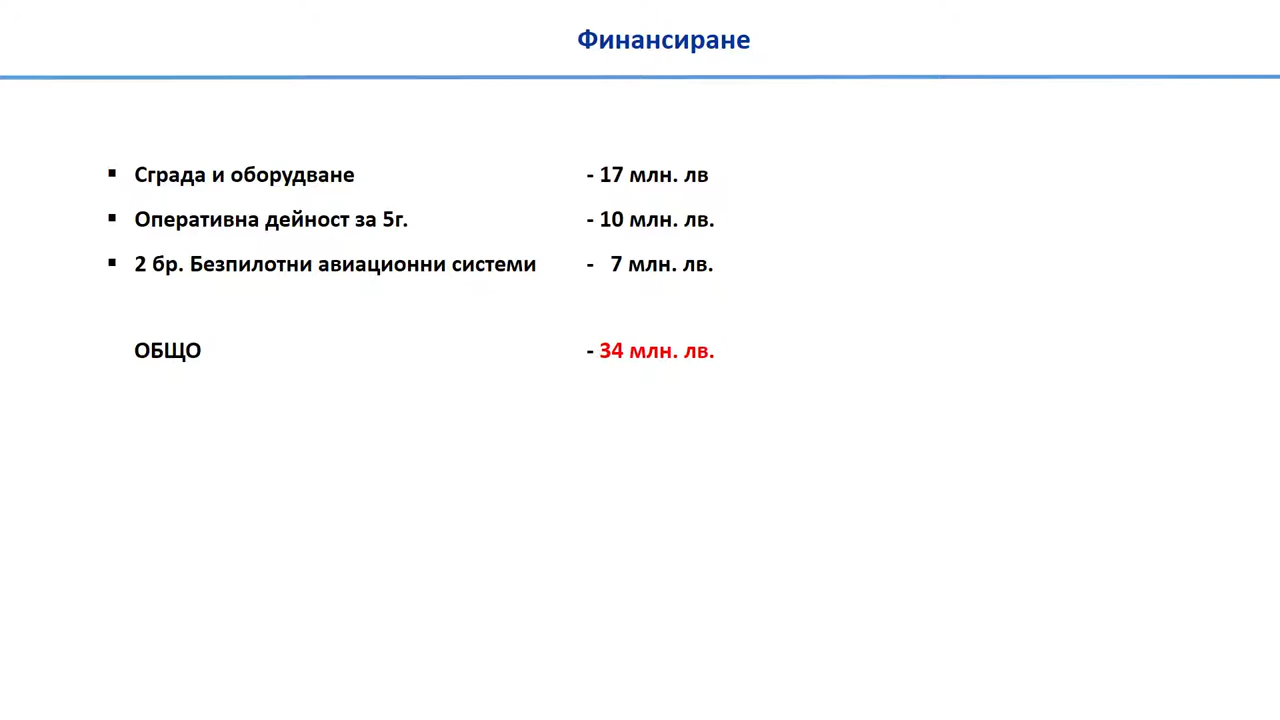 Финансиране
▪ Сграда и оборудване - 17 млн. лв
▪ Оперативна дейност за 5г. - 10 млн. лв.
▪ 2 бр. Безпилотни авиационни системи - 7 млн. лв.
ОБЩО - 34 млн. лв.